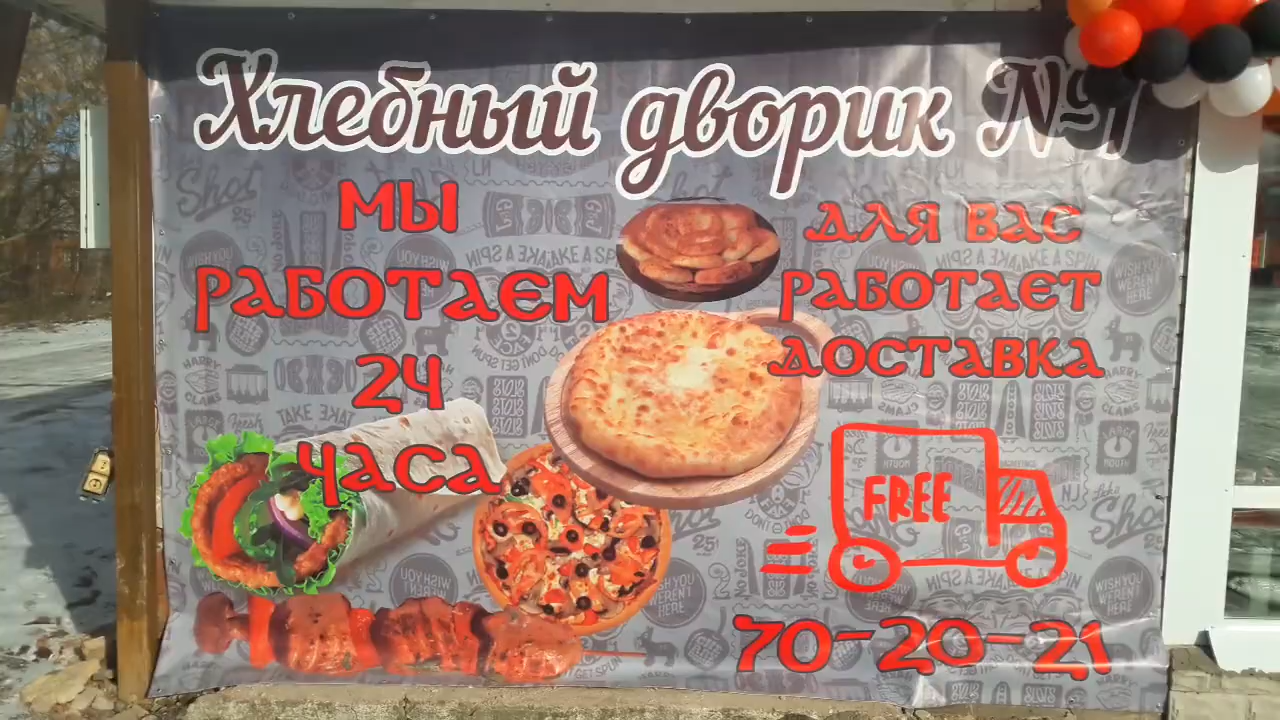 Хлебный дворик №1
МЫ
РАБОТАЕМ
24
ЧАСА
ДЛЯ ВАС
РАБОТАЕТ
ДОСТАВКА
FREE
70-20-21